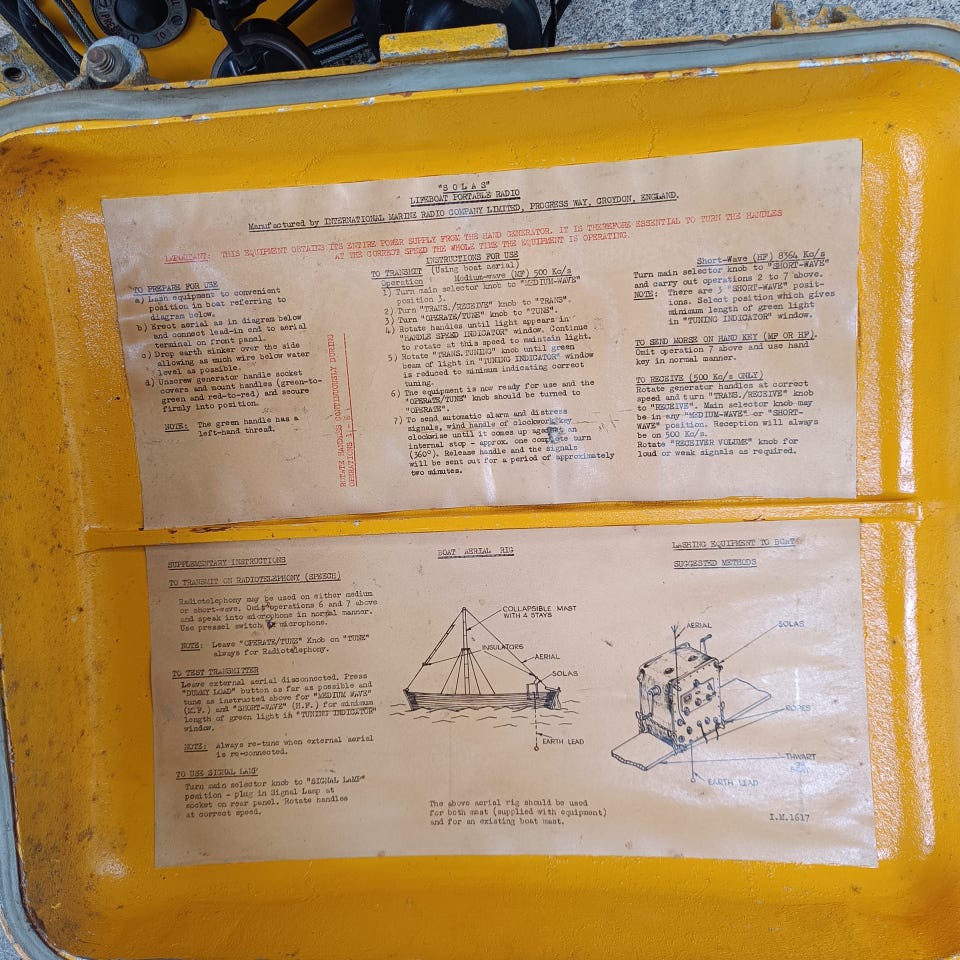 "SOLAS"
LIFEBOAT PORTABLE RADIO
Manufactured by INTERNATIONAL MARINE RADIO COMPANY LIMITED, PROGRESS WAY, CROYDON, ENGLAND.
IMPORTANT: THIS EQUIPMENT OBTAINS ITS ENTIRE POWER SUPPLY FROM THE HAND GENERATOR. IT IS THEREFORE ESSENTIAL TO TURN THE HANDLES
AT THE CORRECT SPEED THE WHOLE TIME THE EQUIPMENT IS OPERATING.
INSTRUCTIONS FOR USE
(Using boat aerial)
TO PREPARE FOR USE
a) Lash equipment to convenient
position in boat referring to
diagram below.
b) Erect aerial as in diagram below
and connect lead-in end to aerial
terminal on front panel.
c) Drop earth sinker over the side
allowing as much wire below water
level as possible.
d) Unscrew generator handle socket
covers and mount handles (green-to-
green and red-to-red) and secure
firmly into position.
NOTE: The green handle has a
left-hand thread.
ROTATE HANDLES CONTINUOUSLY DURING
OPERATIONS
TO TRANSMIT
Operation Medium-wave (MF) 500 Kc/s
1) Turn main selector knob to "MEDIUM-WAVE"
position 3.
2) Turn "TRANS./RECEIVE" knob to "TRANS".
3) Turn "OPERATE/TUNE" knob to "TUNE".
4) Rotate handles until light appears in
"HANDLE SPEED INDICATOR" window. Continue
to rotate at this speed to maintain light.
5) Rotate "TRANS.TUNING" knob until green
beam of light in "TUNING INDICATOR" window
is reduced to minimum indicating correct
tuning.
6) The equipment is now ready for use and the
"OPERATE/TUNE" knob should be turned to
"OPERATE".
7) To send automatic alarm and distress
signals, wind handle of clockwork key
clockwise until it comes up against an
internal stop - approx. one complete turn
(360°). Release handle and the signals
will be sent out for a period of approximately
two minutes.
Short-Wave (HF) 8364 Kc/s
Turn main selector knob to "SHORT-WAVE"
and carry out operations 2 to 7 above.
NOTE: There are 3 "SHORT-WAVE" posit-
ions. Select position which gives
minimum length of green light
in "TUNING INDICATOR" window.
TO SEND MORSE ON HAND KEY (MF OR HF).
Omit operation 7 above and use hand
key in normal manner.
TO RECEIVE (500 Kc/s ONLY)
Rotate generator handles at correct
speed and turn "TRANS./RECEIVE" knob
to "RECEIVE". Main selector knob may
be in any "MEDIUM-WAVE" or "SHORT-
WAVE" position. Reception will always
be on 500 Kc/s.
Rotate "RECEIVER VOLUME" knob for
loud or weak signals as required.
SUPPLEMENTARY INSTRUCTIONS
TO TRANSMIT ON RADIOTELEPHONY (SPEECH)
Radiotelephony may be used on either medium
or short-wave. Omit operations 6 and 7 above
and speak into microphone in normal manner.
Use pressel switch microphone.
NOTE: Leave "OPERATE/TUNE" Knob on "TUNE"
always for Radiotelephony.
TO TEST TRANSMITTER
Leave external aerial disconnected. Press
"DUMMY LOAD" button as far as possible and
tune as instructed above for "MEDIUM WAVE"
(M.F.) and "SHORT-WAVE" (H.F.) for minimum
length of green light in "TUNING INDICATOR"
window.
NOTE: Always re-tune when external aerial
is re-connected.
TO USE SIGNAL LAMP
Turn main selector knob to "SIGNAL LAMP"
position - plug in Signal Lamp at
socket on rear panel. Rotate handles
at correct speed.
BOAT AERIAL RIG
COLLAPSIBLE MAST
WITH 4 STAYS
INSULATORS
AERIAL
SOLAS
EARTH LEAD
The above aerial rig should be used
for both mast (supplied with equipment)
and for an existing boat mast.
LASHING EQUIPMENT TO BOAT
SUGGESTED METHODS
AERIAL
SOLAS
ROPES
THWART
BOAT
EARTH LEAD
I.M.1617